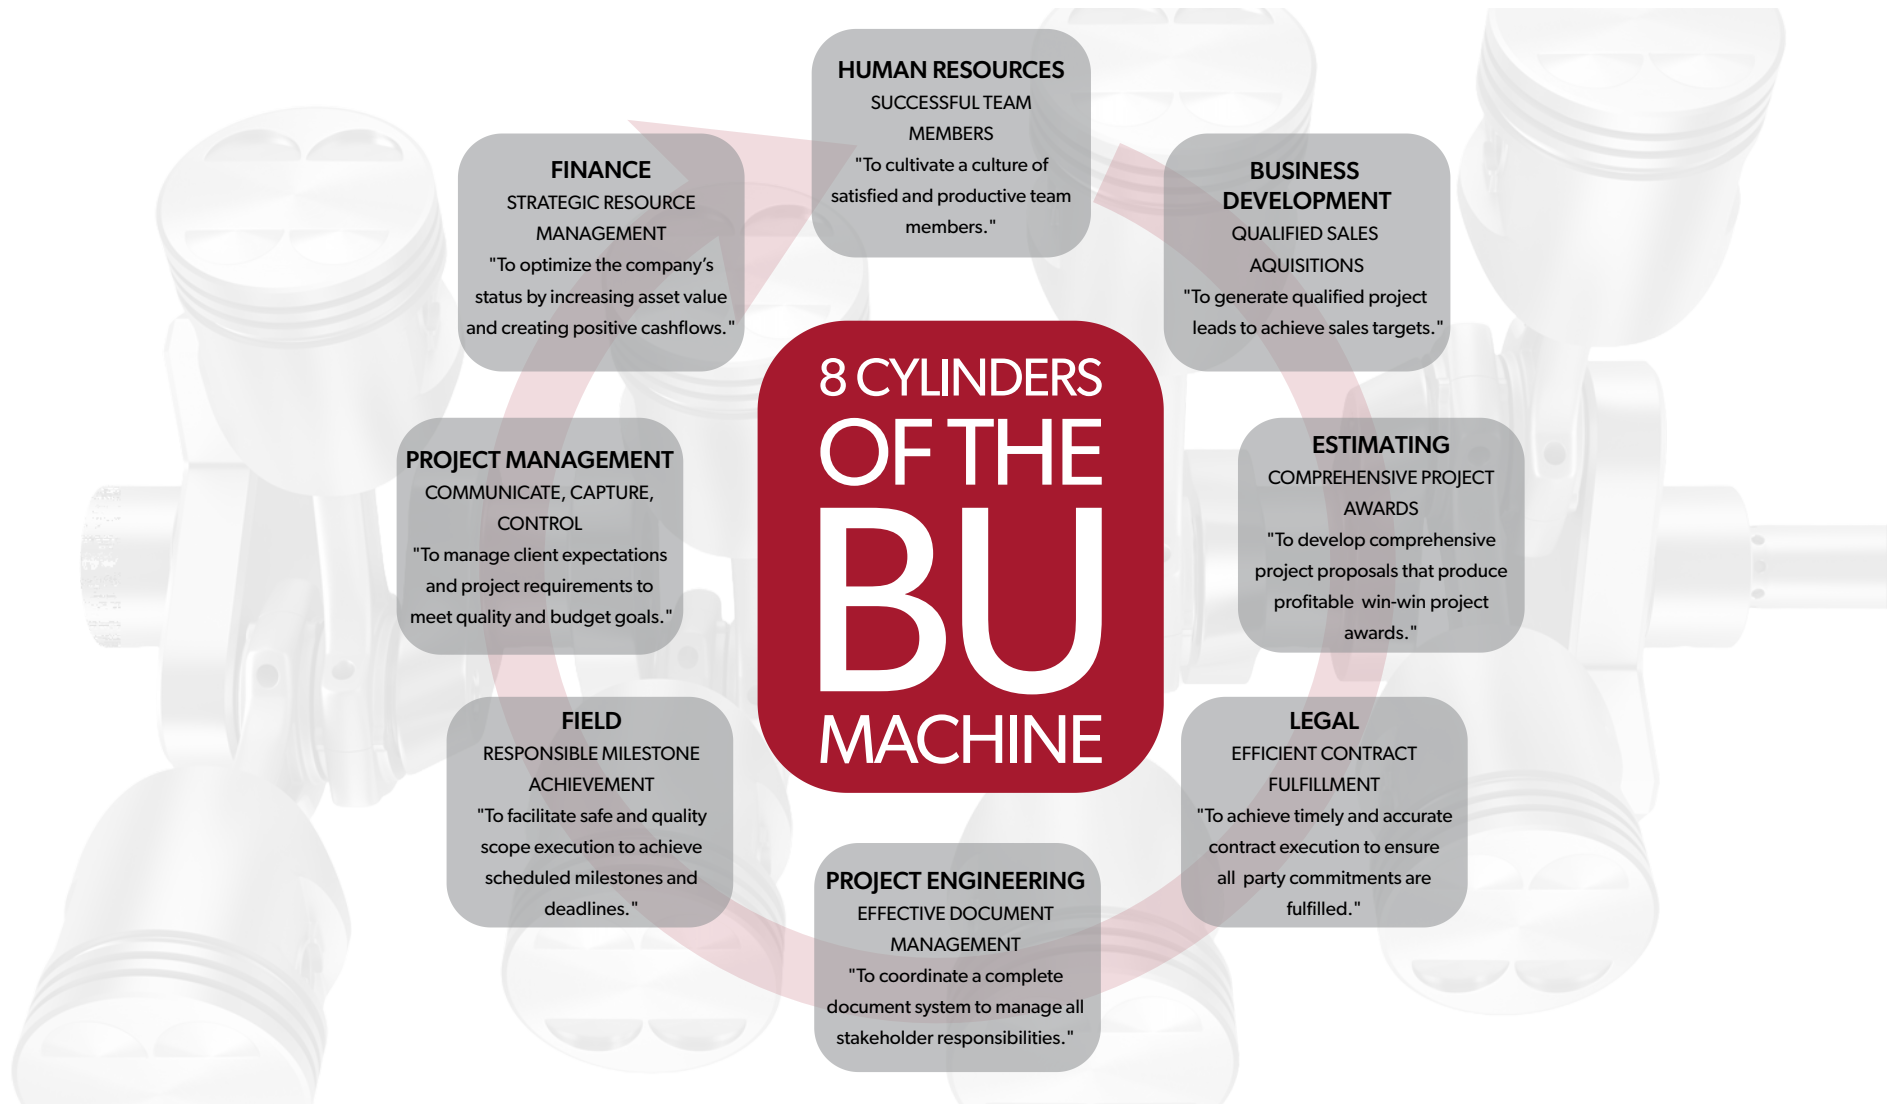 HUMAN RESOURCES
SUCCESSFUL TEAM
MEMBERS
"To cultivate a culture of
satisfied and productive team
members."
BUSINESS
DEVELOPMENT
QUALIFIED SALES
AQUISITIONS
"To generate qualified project
leads to achieve sales targets."
ESTIMATING
COMPREHENSIVE PROJECT
AWARDS
"To develop comprehensive
project proposals that produce
profitable win-win project
awards."
LEGAL
EFFICIENT CONTRACT
FULFILLMENT
"To achieve timely and accurate
contract execution to ensure
all party commitments are
fulfilled."
PROJECT ENGINEERING
EFFECTIVE DOCUMENT
MANAGEMENT
"To coordinate a complete
document system to manage all
stakeholder responsibilities."
FIELD
RESPONSIBLE MILESTONE
ACHIEVEMENT
"To facilitate safe and quality
scope execution to achieve
scheduled milestones and
deadlines."
PROJECT MANAGEMENT
COMMUNICATE, CAPTURE,
CONTROL
"To manage client expectations
and project requirements to
meet quality and budget goals."
FINANCE
STRATEGIC RESOURCE
MANAGEMENT
"To optimize the company's
status by increasing asset value
and creating positive cashflows."
8 CYLINDERS
OF THE
BU
MACHINE